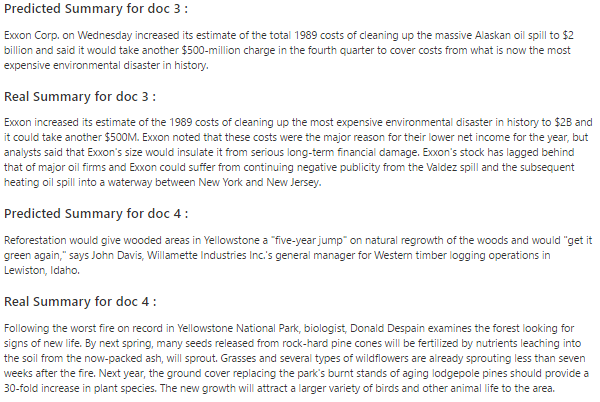 Predicted Summary for doc 3 :
Exxon Corp. on Wednesday increased its estimate of the total 1989 costs of cleaning up the massive Alaskan oil spill to $2
billion and said it would take another $500-million charge in the fourth quarter to cover costs from what is now the most
expensive environmental disaster in history.
Real Summary for doc 3 :
Exxon increased its estimate of the 1989 costs of cleaning up the most expensive environmental disaster in history to $2B and
it could take another $500M. Exxon noted that these costs were the major reason for their lower net income for the year, but
analysts said that Exxon's size would insulate it from serious long-term financial damage. Exxon's stock has lagged behind
that of major oil firms and Exxon could suffer from continuing negative publicity from the Valdez spill and the subsequent
heating oil spill into a waterway between New York and New Jersey.
Predicted Summary for doc 4 :
Reforestation would give wooded areas in Yellowstone a "five-year jump" on natural regrowth of the woods and would "get it
green again," says John Davis, Willamette Industries Inc.'s general manager for Western timber logging operations in
Lewiston, Idaho.
Real Summary for doc 4 :
Following the worst fire on record in Yellowstone National Park, biologist, Donald Despain examines the forest looking for
signs of new life. By next spring, many seeds released from rock-hard pine cones will be fertilized by nutrients leaching into
the soil from the now-packed ash, will sprout. Grasses and several types of wildflowers are already sprouting less than seven
weeks after the fire. Next year, the ground cover replacing the park's burnt stands of aging lodgepole pines should provide a
30-fold increase in plant species. The new growth will attract a larger variety of birds and other animal life to the area.